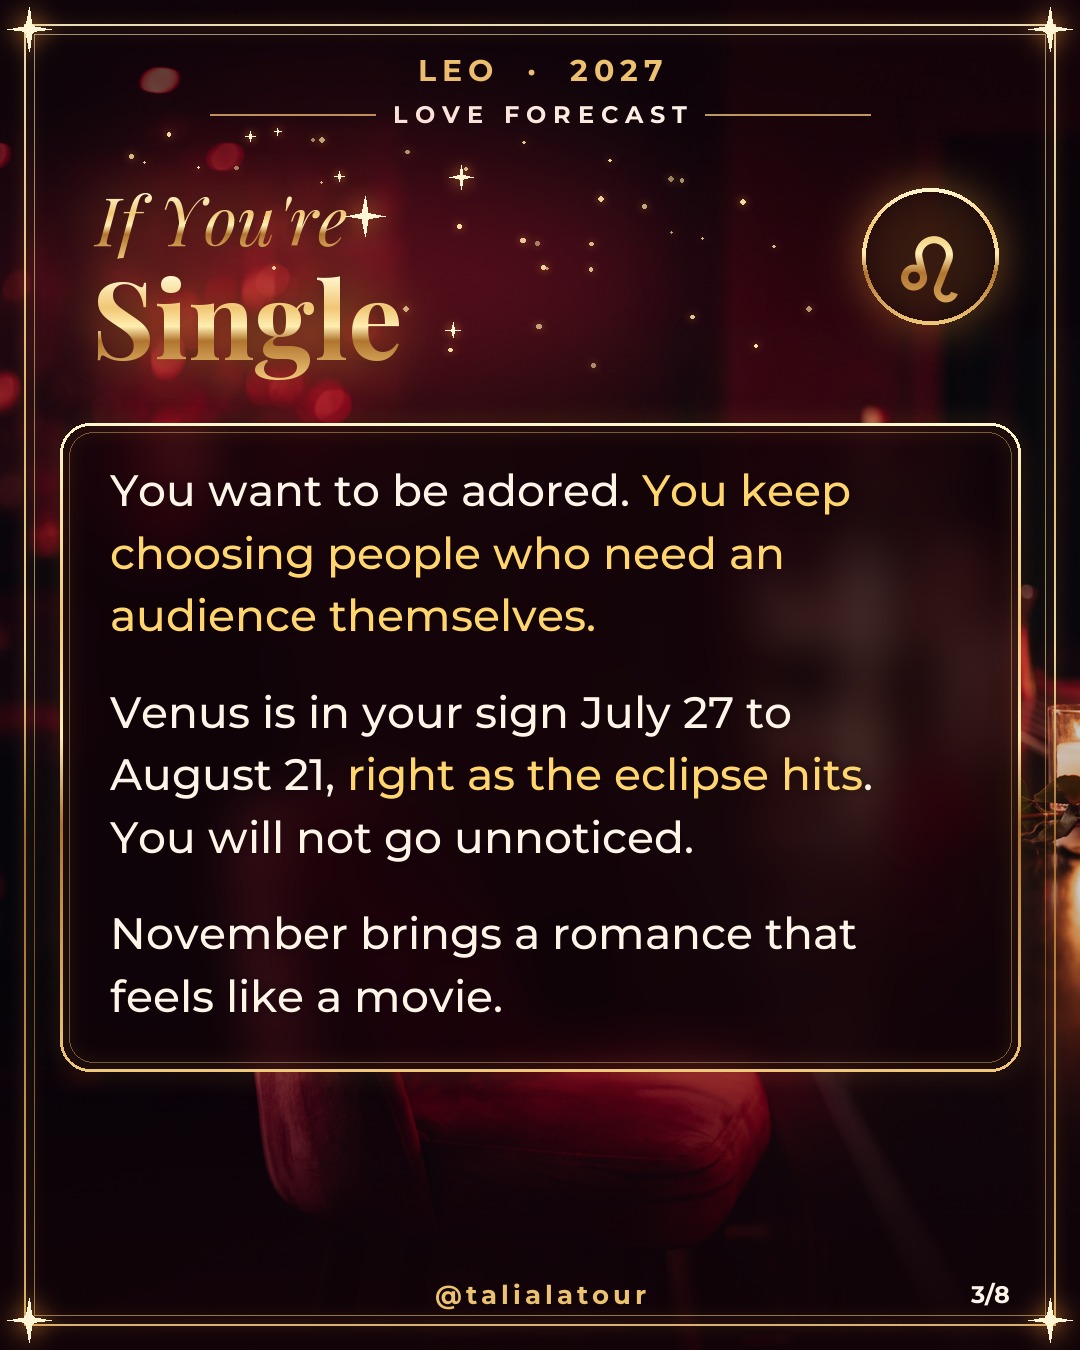 LEO · 2027
LOVE FORECAST
If You're
Single
♌
You want to be adored. You keep
choosing people who need an
audience themselves.
Venus is in your sign July 27 to
August 21, right as the eclipse hits.
You will not go unnoticed.
November brings a romance that
feels like a movie.
@talialatour
3/8